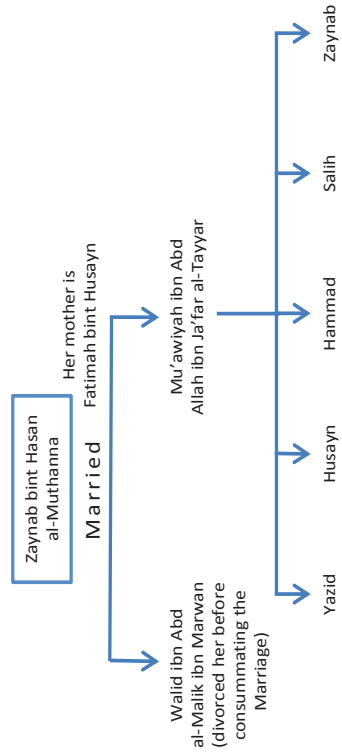 Zaynab bint Hasan
al-Muthanna
Her mother is
Fatimah bint Husayn
Married
Walid ibn Abd
al-Malik ibn Marwan
(divorced her before
consummating the
Marriage)
Mu’awiyah ibn Abd
Allah ibn Ja’far al-Tayyar
Yazid
Husayn
Hammad
Salih
Zaynab